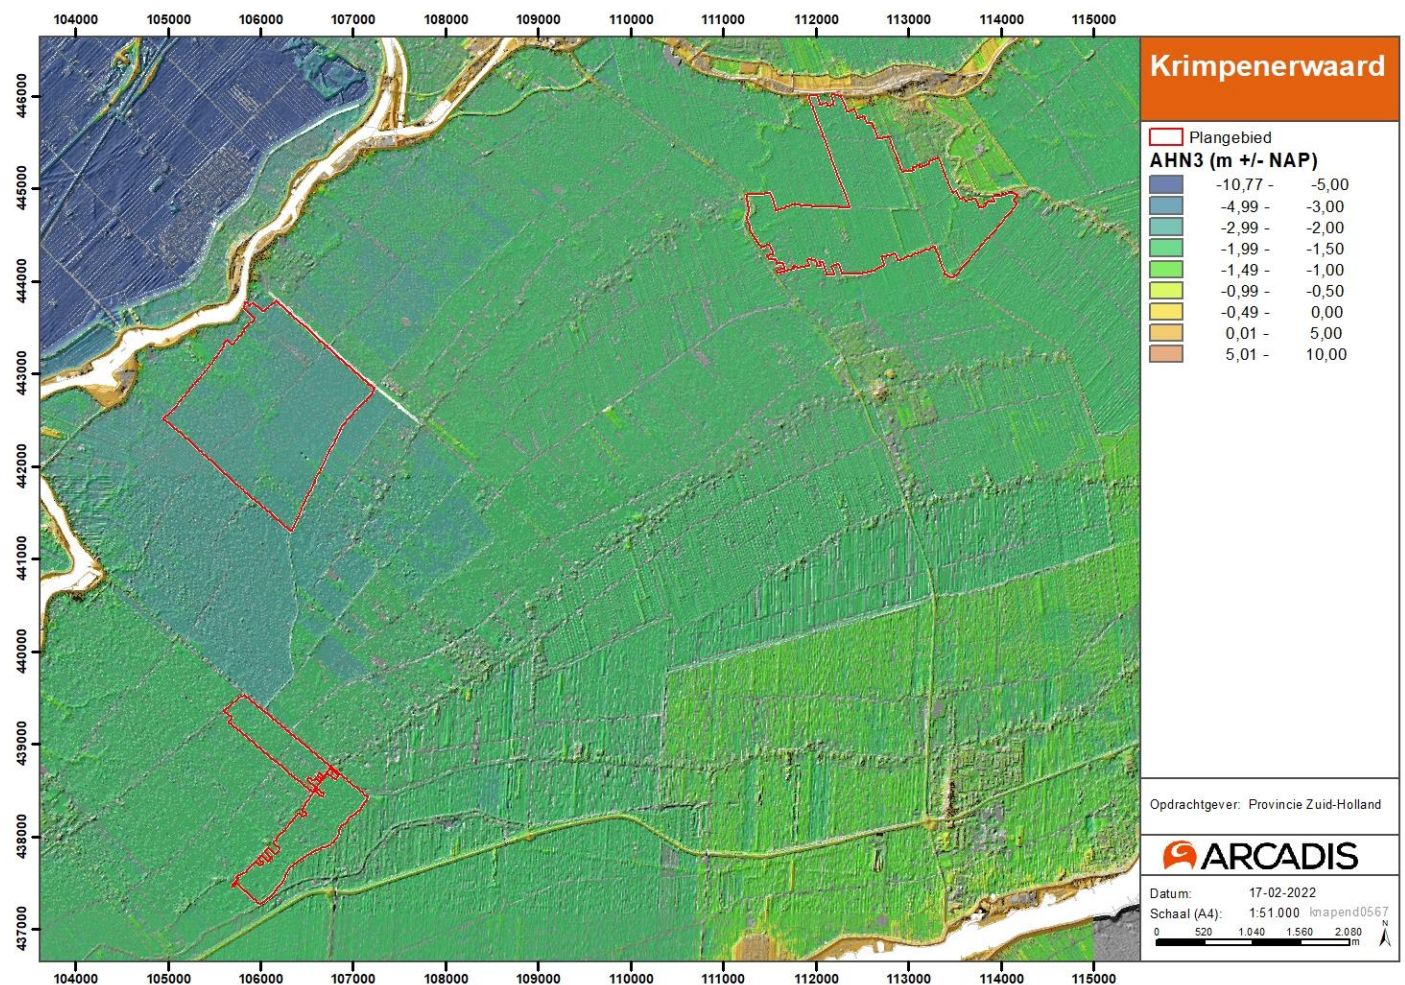 104000 105000 106000 107000 108000 109000 110000 111000 112000 113000 114000 115000
446000
445000
444000
443000
442000
441000
440000
439000
438000
437000
Krimpenerwaard
Plangebied
AHN3 (m +/- NAP)
-10,77 - -5,00
-4,99 - -3,00
-2,99 - -2,00
-1,99 - -1,50
-1,49 - -1,00
-0,99 - -0,50
-0,49 - 0,00
0,01 - 5,00
5,01 - 10,00
Opdrachtgever: Provincie Zuid-Holland
ARCADIS
Datum: 17-02-2022
Schaal (A4): 1:51.000 knapend0567
0 520 1.040 1.560 2.080
m
N
104000 105000 106000 107000 108000 109000 110000 111000 112000 113000 114000 115000